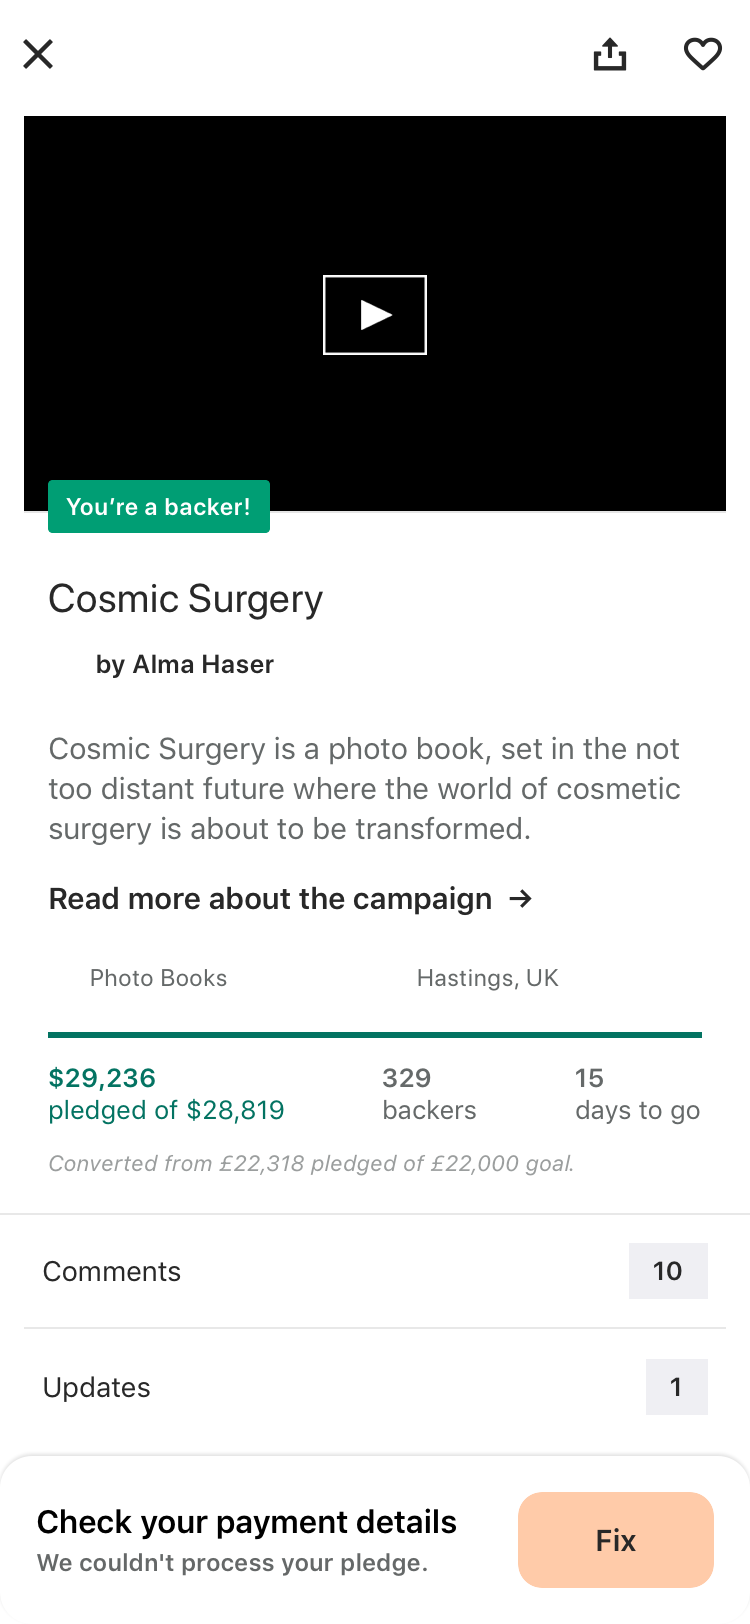 You’re a backer!
Cosmic Surgery
by Alma Haser
Cosmic Surgery is a photo book, set in the not
too distant future where the world of cosmetic
surgery is about to be transformed.
Read more about the campaign →
Photo Books
Hastings, UK
$29,236
pledged of $28,819
329
backers
15
days to go
Converted from £22,318 pledged of £22,000 goal.
Comments
10
Updates
1
Check your payment details
We couldn't process your pledge.
Fix